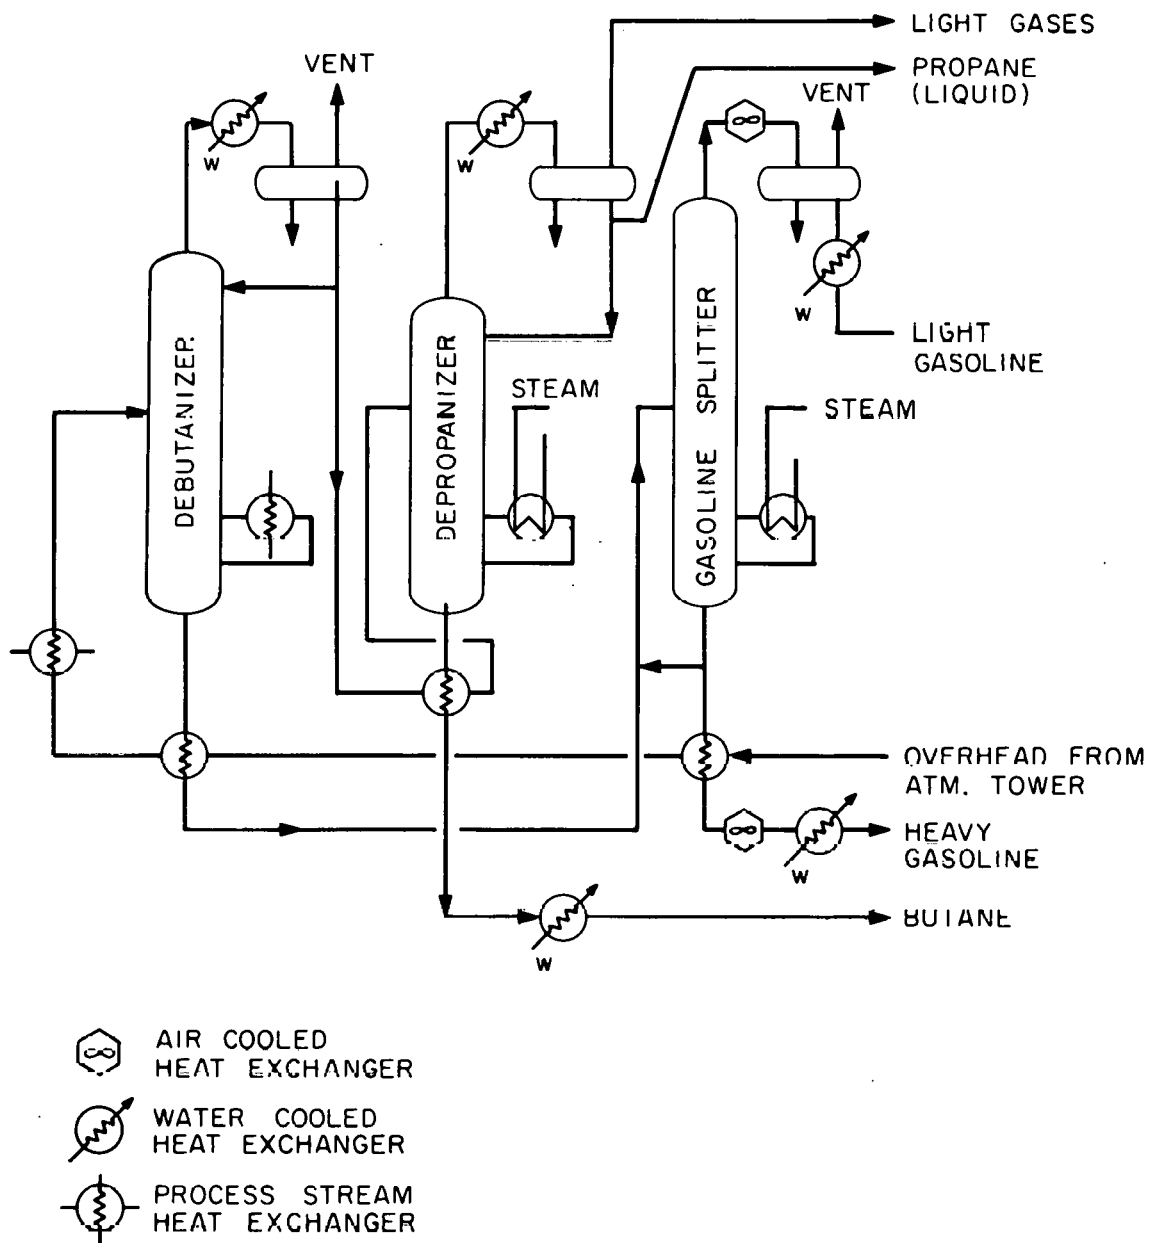 LIGHT GASES
PROPANE
(LIQUID)
VENT
VENT
W
W
W
LIGHT
GASOLINE
STEAM
STEAM
DEBUTANIZER
DEPROPANIZER
GASOLINE SPLITTER
OVERHEAD FROM
ATM. TOWER
HEAVY
GASOLINE
W
BUTANE
W
AIR COOLED
HEAT EXCHANGER
WATER COOLED
HEAT EXCHANGER
PROCESS STREAM
HEAT EXCHANGER